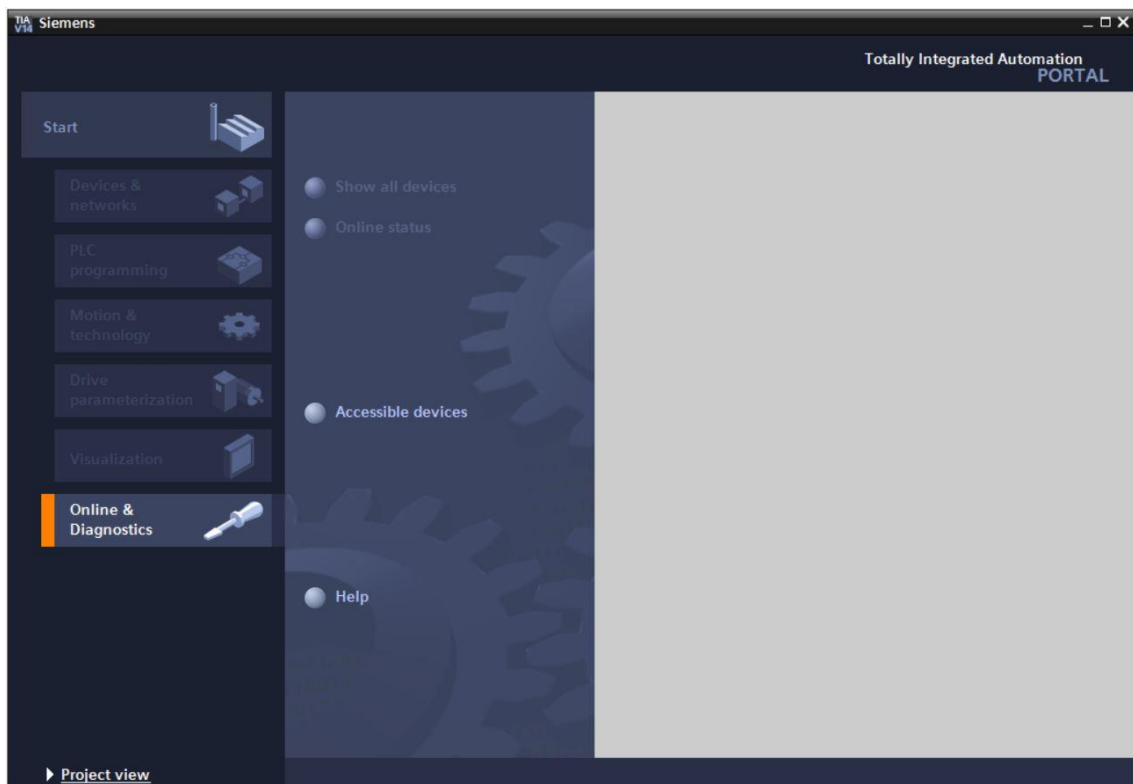 TIA
V14 Siemens
Totally Integrated Automation
PORTAL
Start
Devices &
networks
PLC
programming
Motion &
technology
Drive
parameterization
Visualization
Online &
Diagnostics
Show all devices
Online status
Accessible devices
Help
Project view